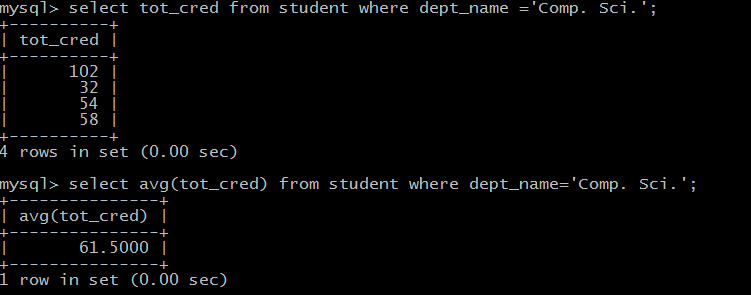 mysql> select tot_cred from student where dept_name ='Comp. Sci.';
+----------+
| tot_cred |
+----------+
|      102 |
|       32 |
|       54 |
|       58 |
+----------+
4 rows in set (0.00 sec)
mysql> select avg(tot_cred) from student where dept_name='Comp. Sci.';
+---------------+
| avg(tot_cred) |
+---------------+
|       61.5000 |
+---------------+
1 row in set (0.00 sec)